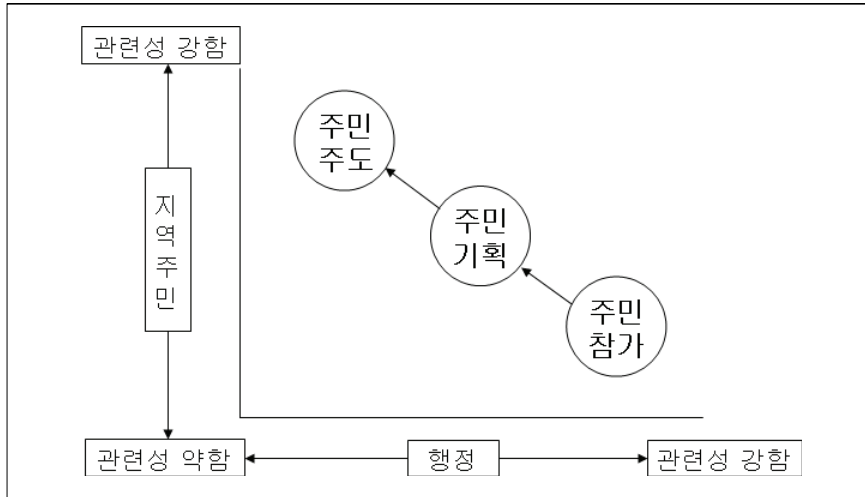 관련성 강함
주민
주도
지
역
주
민
주민
기획
주민
참가
관련성 약함
행정
관련성 강함